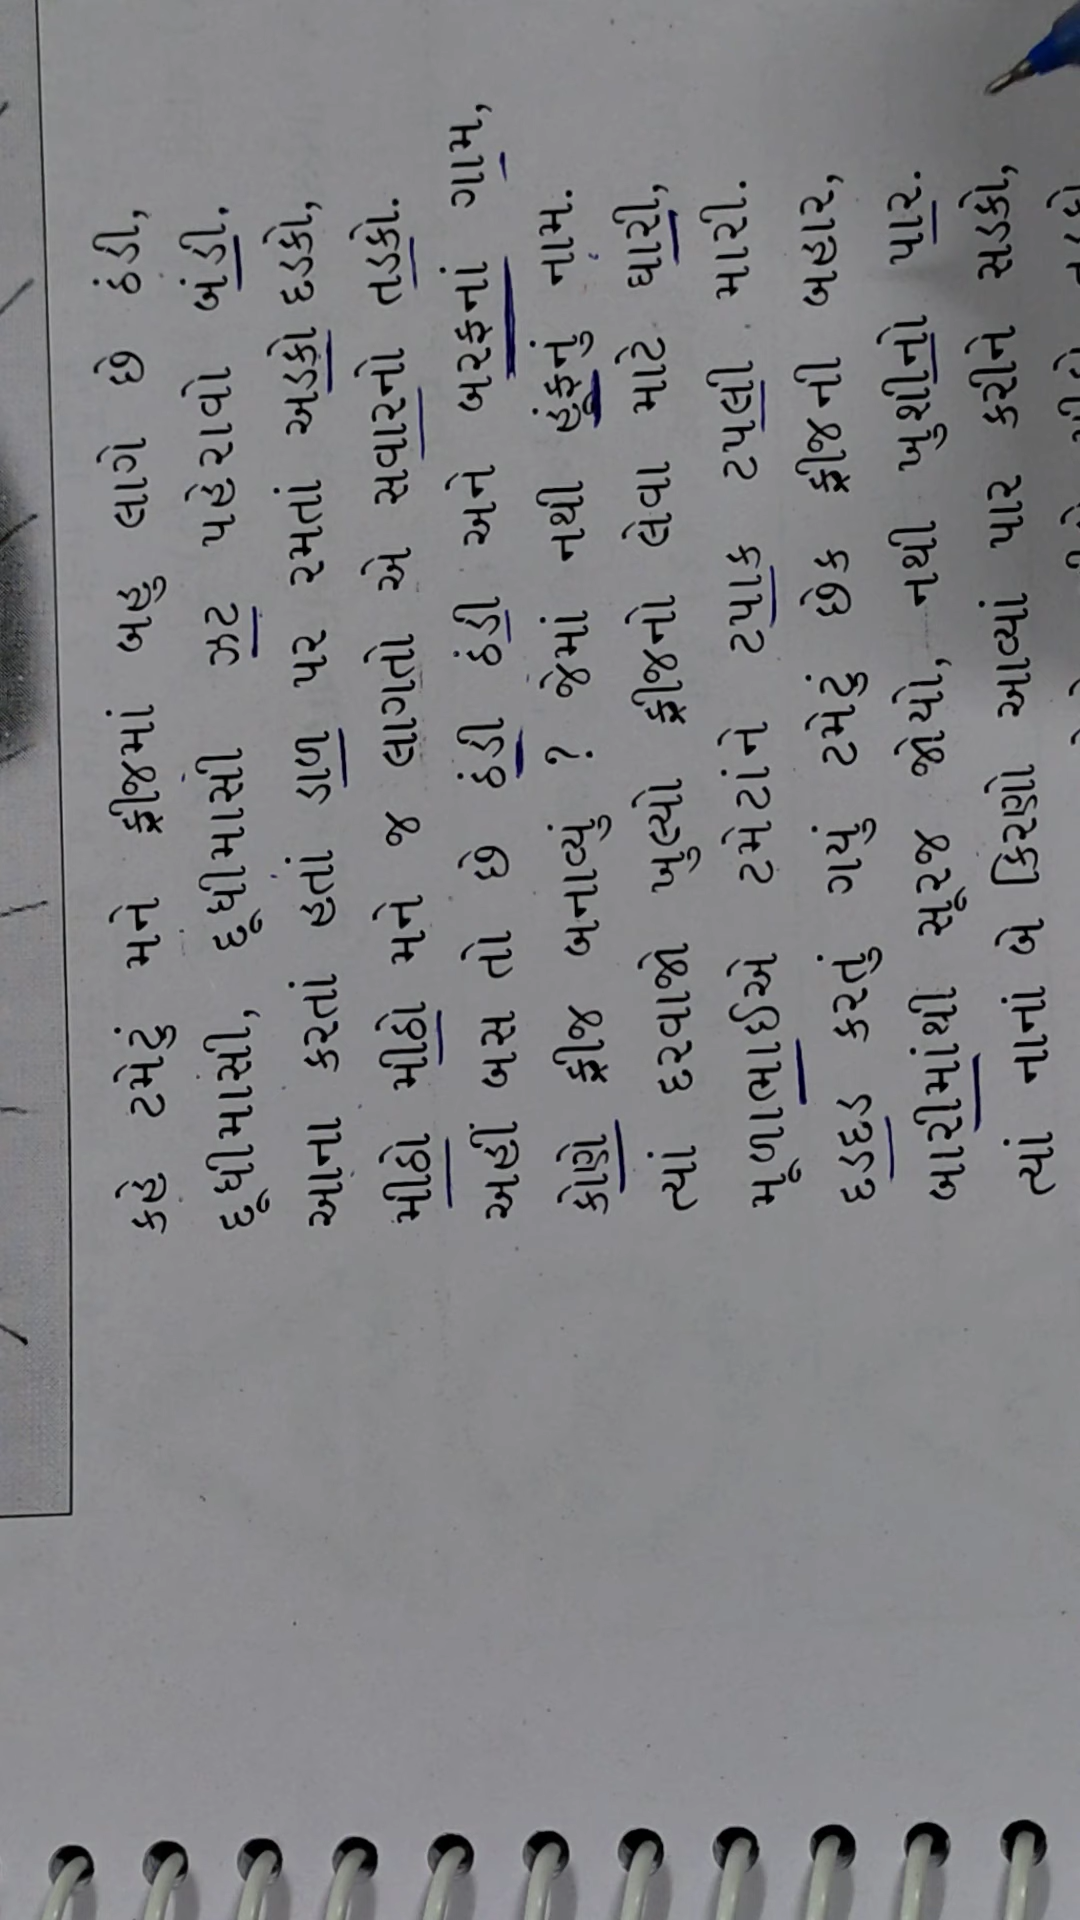 કહે ટમેટું મને ફ્રીજમાં બહુ લાગે છે ઠંડી,
દૂધીમાસી, દૂધીમાસી ઝટ પહેરાવો બંડી.
આના કરતાં હતાં ડાળ પર રમતાં અડકો દડકો,
મીઠો મીઠો મને જ લાગતો એ સવારનો તડકો.
અહીં બસ તો છે ઠંડી ઠંડી ઠંડી અને બરફનાં ગામ,
કોણે ફ્રીજ બનાવ્યું ? જેમાં નથી હૂંફનું નામ.
ત્યાં દરવાજો ખુલ્યો ફ્રીજનો લેવા માટે ઘારી,
મૂળાભાઈએ ટમેટાંને ટપાક ટપલી મારી.
દડદડ કરતું ગયું ટમેટું છેક ફ્રીજની બહાર,
બારીમાંથી સૂરજ જોયો, નથી ખુશીનો પાર.
ત્યાં નાનાં બે કિરણો આવ્યાં પાર કરીને સડકો,